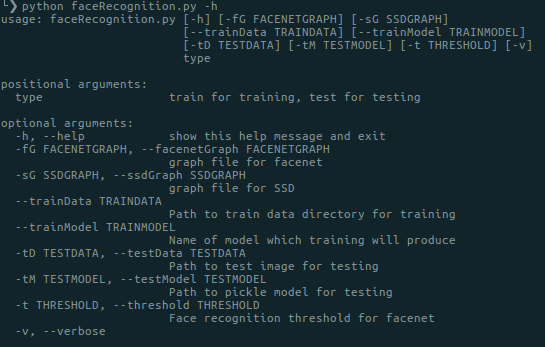 └❯ python faceRecognition.py -h
usage: faceRecognition.py [-h] [-fG FACENETGRAPH] [-sG SSDGRAPH]
[--trainData TRAINDATA] [--trainModel TRAINMODEL]
[-tD TESTDATA] [-tM TESTMODEL] [-t THRESHOLD] [-v]
type
positional arguments:
type train for training, test for testing
optional arguments:
-h, --help show this help message and exit
-fG FACENETGRAPH, --facenetGraph FACENETGRAPH
graph file for facenet
-sG SSDGRAPH, --ssdGraph SSDGRAPH
graph file for SSD
--trainData TRAINDATA
Path to train data directory for training
--trainModel TRAINMODEL
Name of model which training will produce
-tD TESTDATA, --testData TESTDATA
Path to test image for testing
-tM TESTMODEL, --testModel TESTMODEL
Path to pickle model for testing
-t THRESHOLD, --threshold THRESHOLD
Face recognition threshold for facenet
-v, --verbose